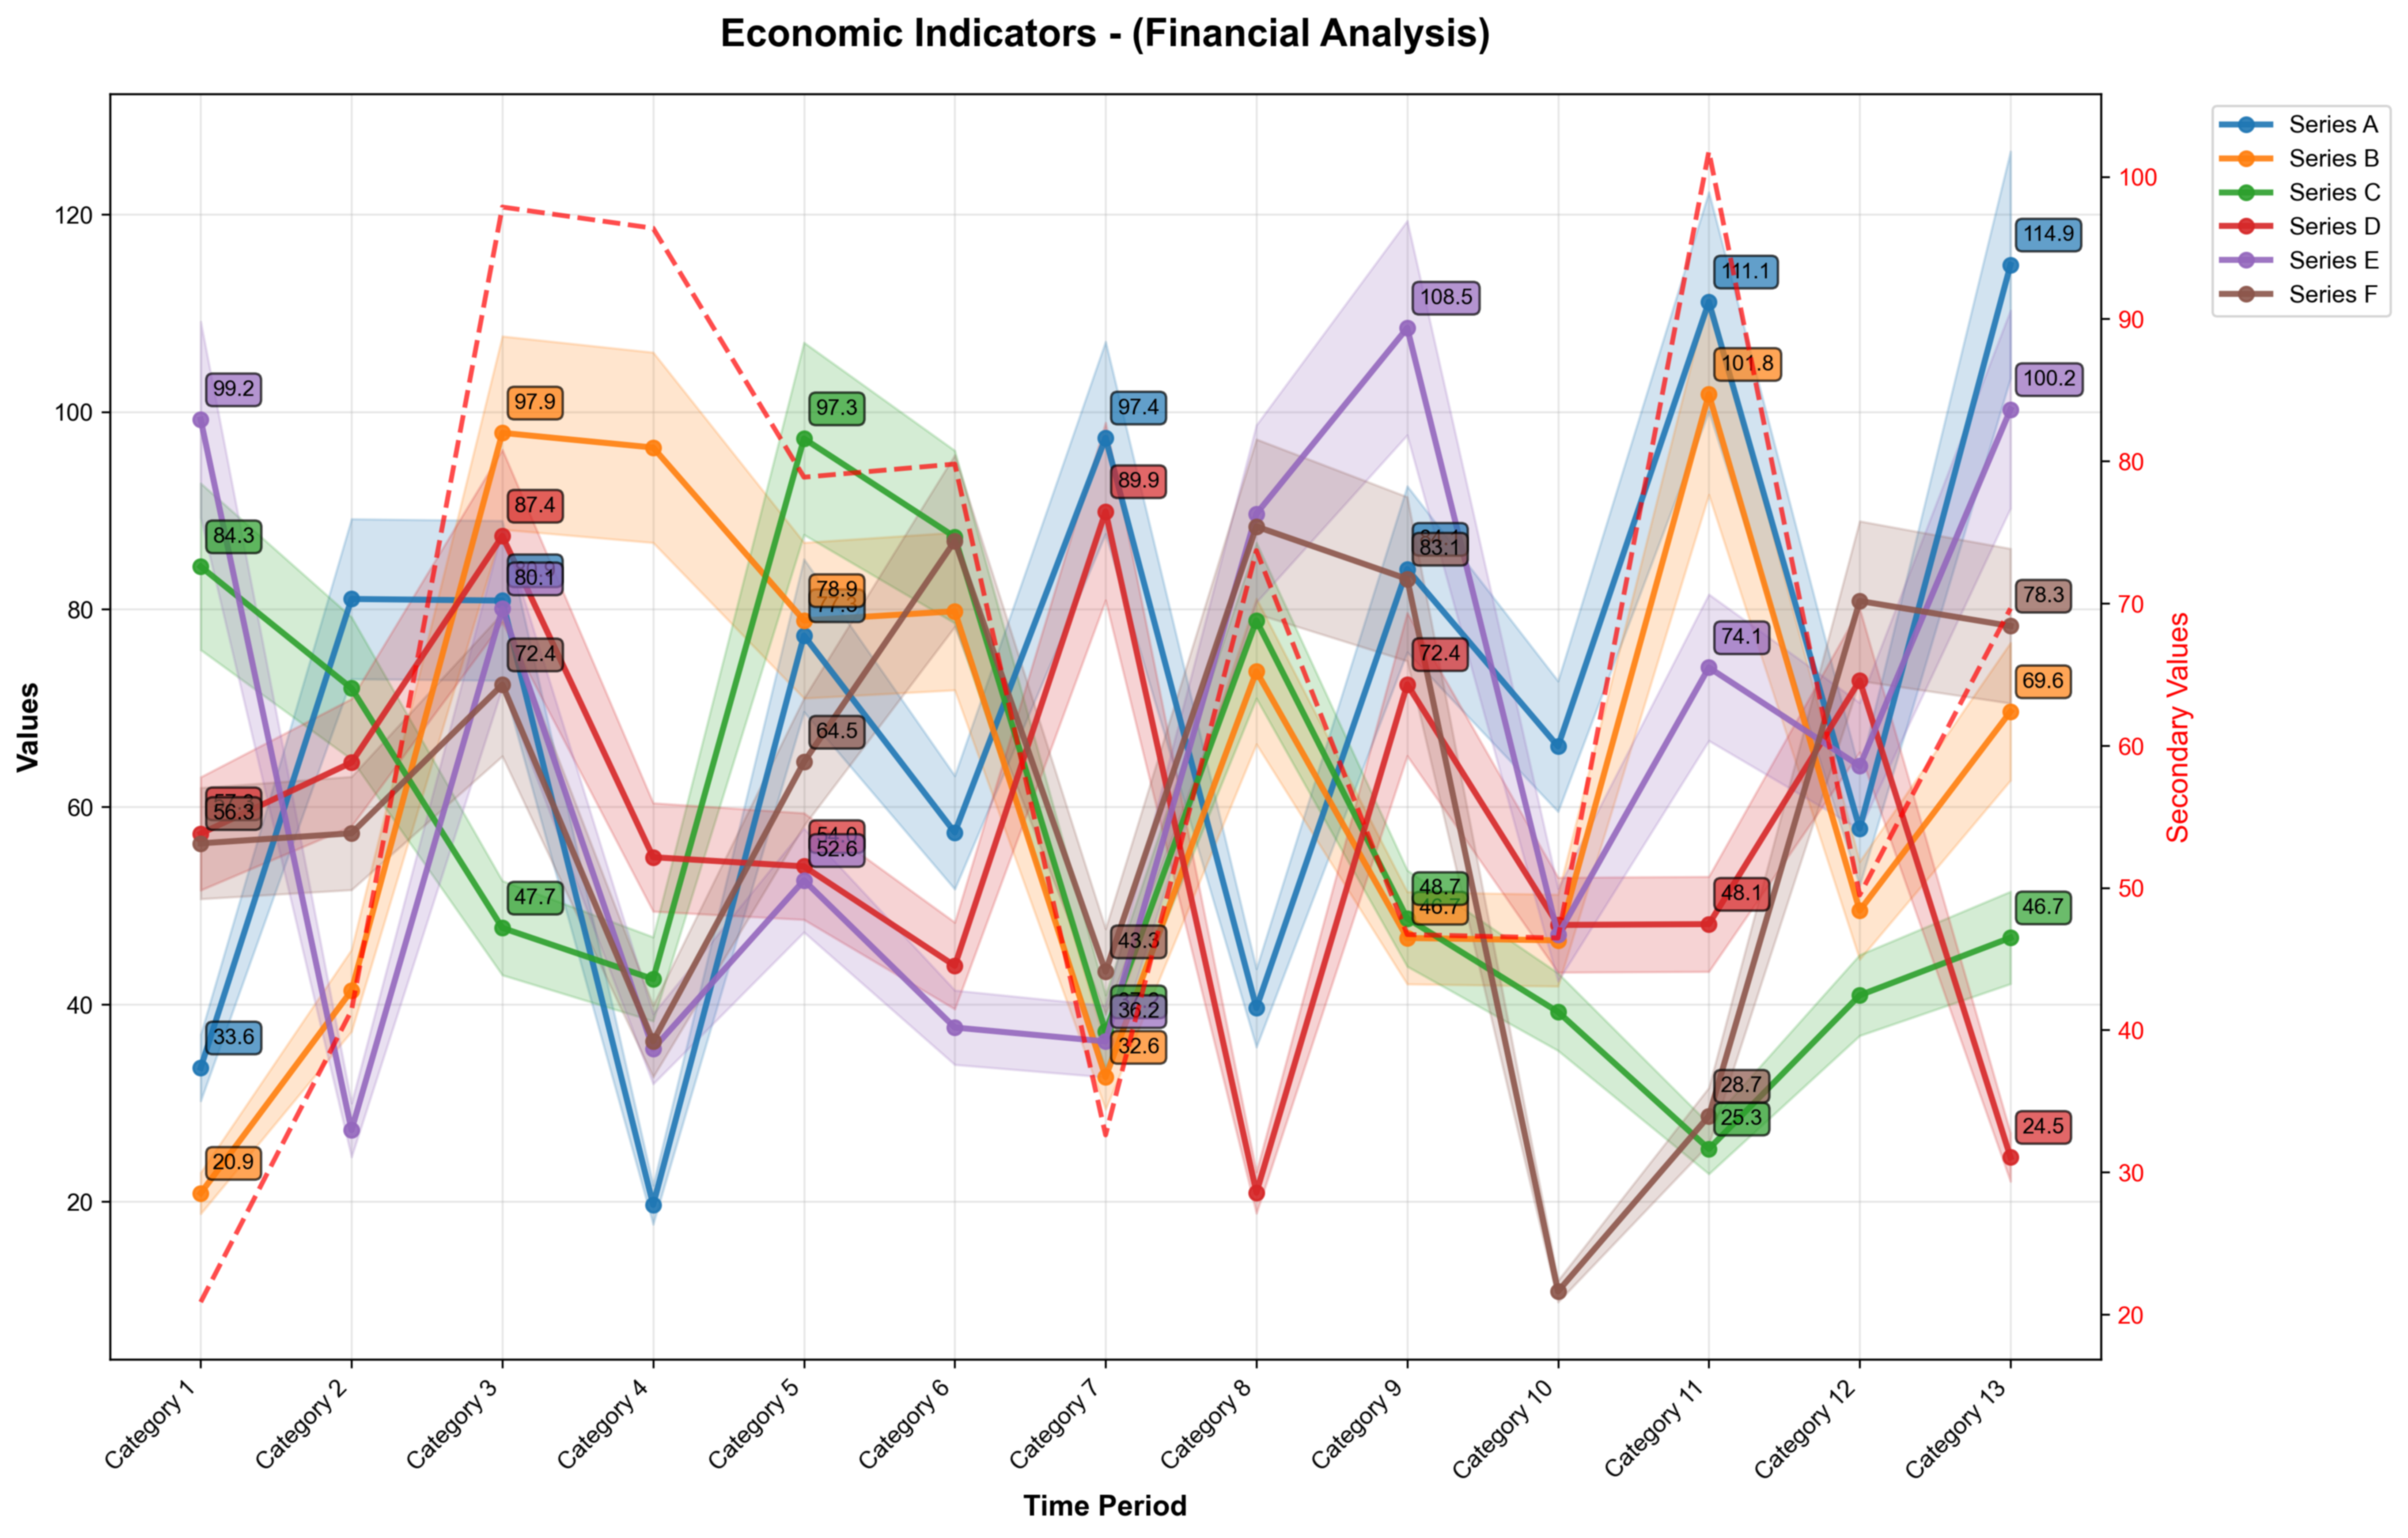 Economic Indicators - (Financial Analysis)
Values
120
100
80
60
40
20
99.2
84.3
56.3
33.6
20.9
97.9
87.4
80.1
72.4
47.7
97.3
78.9
77.3
64.5
54.0
52.6
97.4
89.9
43.3
36.2
32.6
108.5
83.1
72.4
48.7
46.7
111.1
101.8
74.1
48.1
28.7
25.3
114.9
100.2
78.3
69.6
46.7
24.5
100
90
80
70
60
50
40
30
20
Secondary Values
Series A
Series B
Series C
Series D
Series E
Series F
Category 1
Category 2
Category 3
Category 4
Category 5
Category 6
Category 7
Category 8
Category 9
Category 10
Category 11
Category 12
Category 13
Time Period